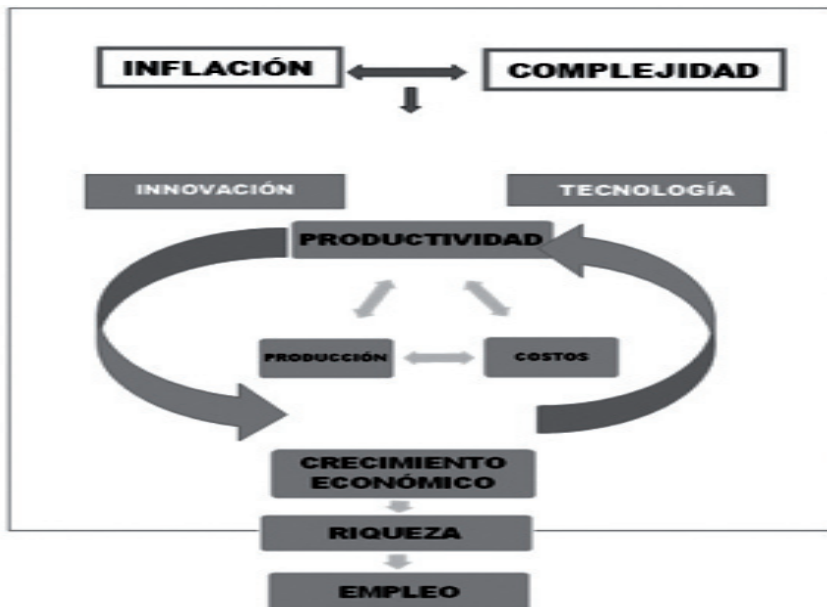 INFLACIÓN
COMPLEJIDAD
INNOVACIÓN
TECNOLOGÍA
PRODUCTIVIDAD
PRODUCCIÓN
COSTOS
CRECIMIENTO
ECONÓMICO
RIQUEZA
EMPLEO